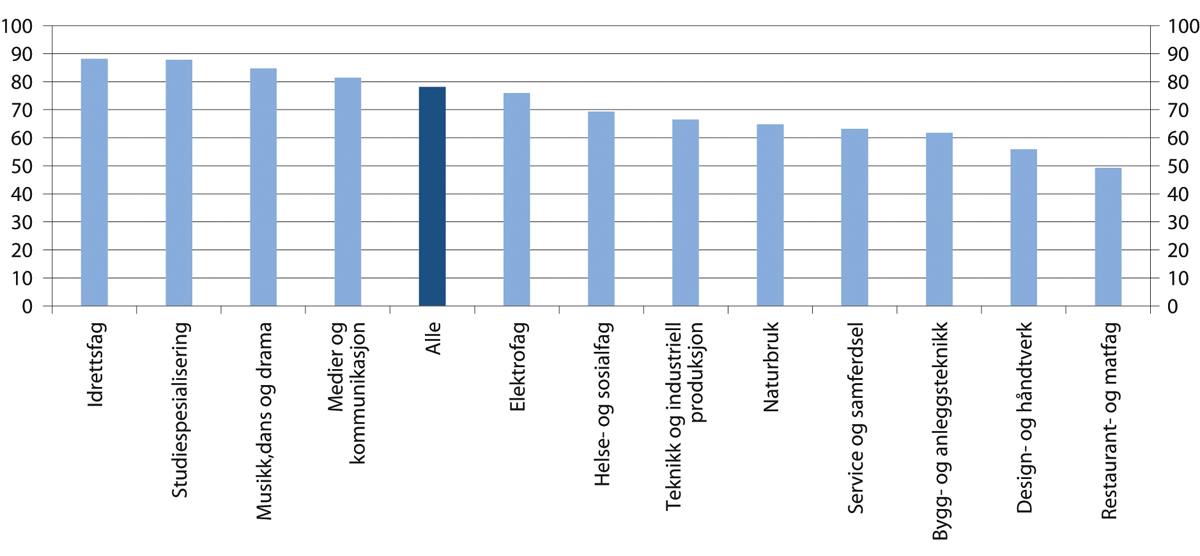 100
90
80
70
60
50
40
30
20
10
0
100
90
80
70
60
50
40
30
20
10
0
Idrettsfag
Studiespesialisering
Musikk,dans og drama
Medier og
kommunikasjon
Alle
Elektrofag
Helse- og sosialfag
Teknikk og industriell
produksjon
Naturbruk
Service og samferdsel
Bygg- og anleggsteknikk
Design- og håndtverk
Restaurant- og matfag